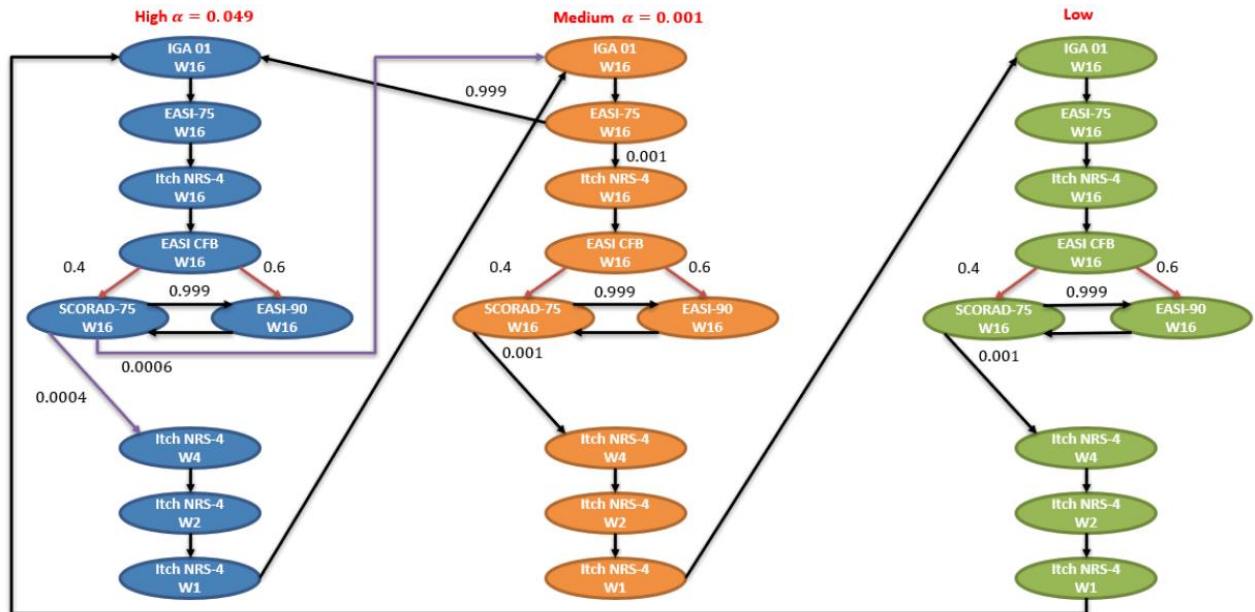 High α = 0.049
IGA 01
W16
EASI-75
W16
Itch NRS-4
W16
EASI CFB
W16
0.4
0.6
SCORAD-75
W16
0.999
EASI-90
W16
0.0006
0.0004
Itch NRS-4
W4
Itch NRS-4
W2
Itch NRS-4
W1
Medium α = 0.001
IGA 01
W16
0.999
EASI-75
W16
0.001
Itch NRS-4
W16
EASI CFB
W16
0.4
0.6
SCORAD-75
W16
0.999
EASI-90
W16
0.001
Itch NRS-4
W4
Itch NRS-4
W2
Itch NRS-4
W1
Low
IGA 01
W16
EASI-75
W16
Itch NRS-4
W16
EASI CFB
W16
0.4
0.6
SCORAD-75
W16
0.999
EASI-90
W16
0.001
Itch NRS-4
W4
Itch NRS-4
W2
Itch NRS-4
W1